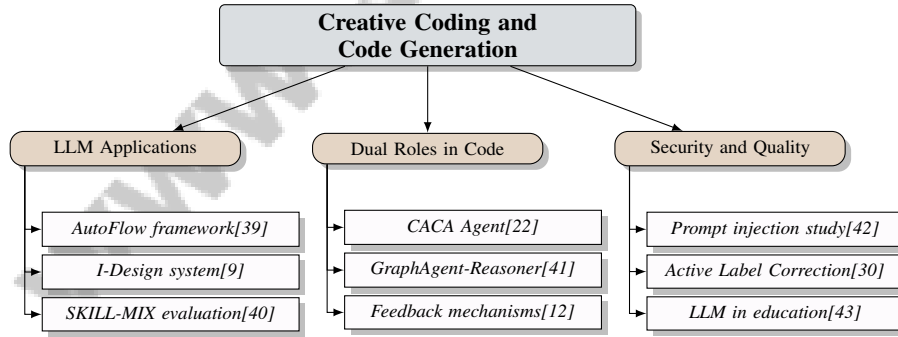 Creative Coding and
Code Generation
LLM Applications
AutoFlow framework[39]
I-Design system[9]
SKILL-MIX evaluation[40]
Dual Roles in Code
CACA Agent[22]
GraphAgent-Reasoner[41]
Feedback mechanisms[12]
Security and Quality
Prompt injection study[42]
Active Label Correction[30]
LLM in education[43]